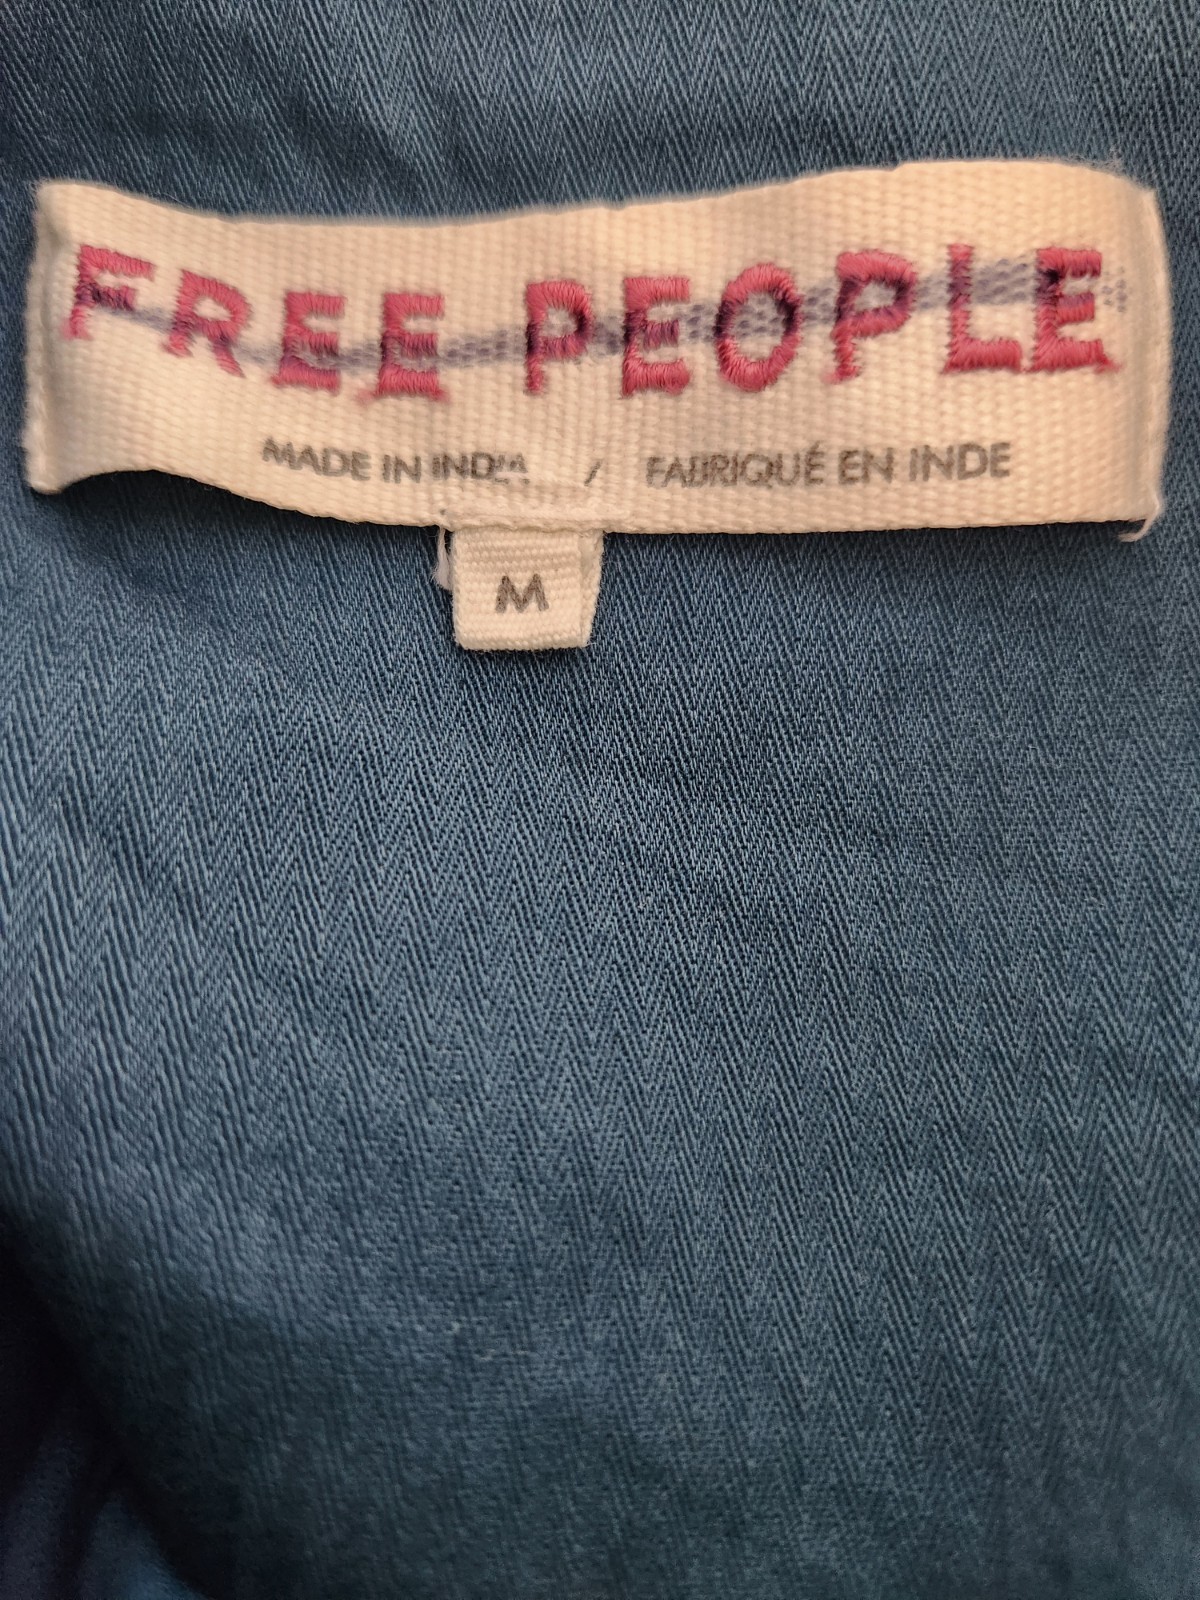 FREE PEOPLE
MADE IN INDIA / FABRIQUÉ EN INDE
M